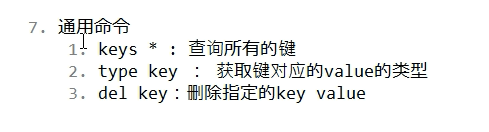 7. 通用命令
1. keys * : 查询所有的键
2. type key : 获取键对应的value的类型
3. del key：删除指定的key value